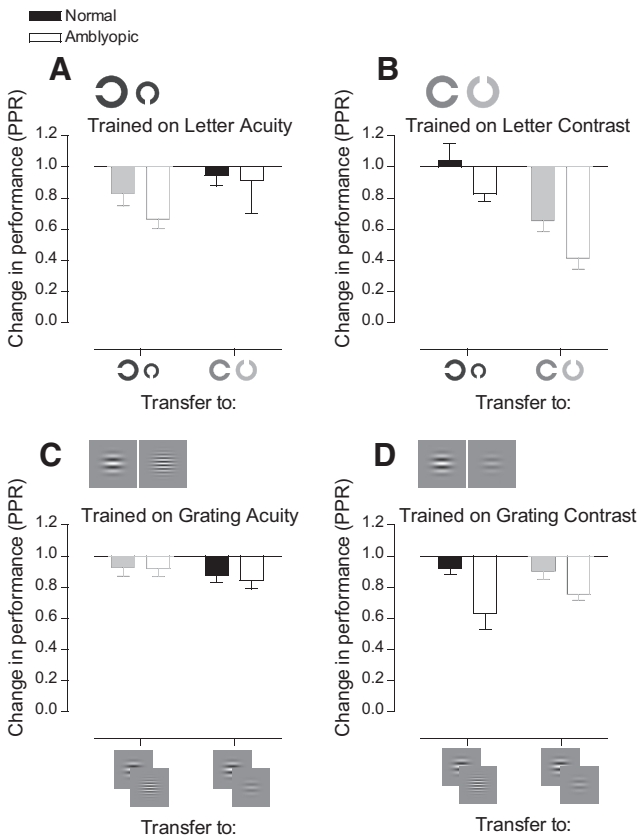 Normal
Amblyopic
A
Trained on Letter Acuity
Change in performance (PPR)
1.2
1.0
0.8
0.6
0.4
0.2
0.0
Transfer to:
B
Trained on Letter Contrast
Change in performance (PPR)
1.2
1.0
0.8
0.6
0.4
0.2
0.0
Transfer to:
C
Trained on Grating Acuity
Change in performance (PPR)
1.2
1.0
0.8
0.6
0.4
0.2
0.0
Transfer to:
D
Trained on Grating Contrast
Change in performance (PPR)
1.2
1.0
0.8
0.6
0.4
0.2
0.0
Transfer to: